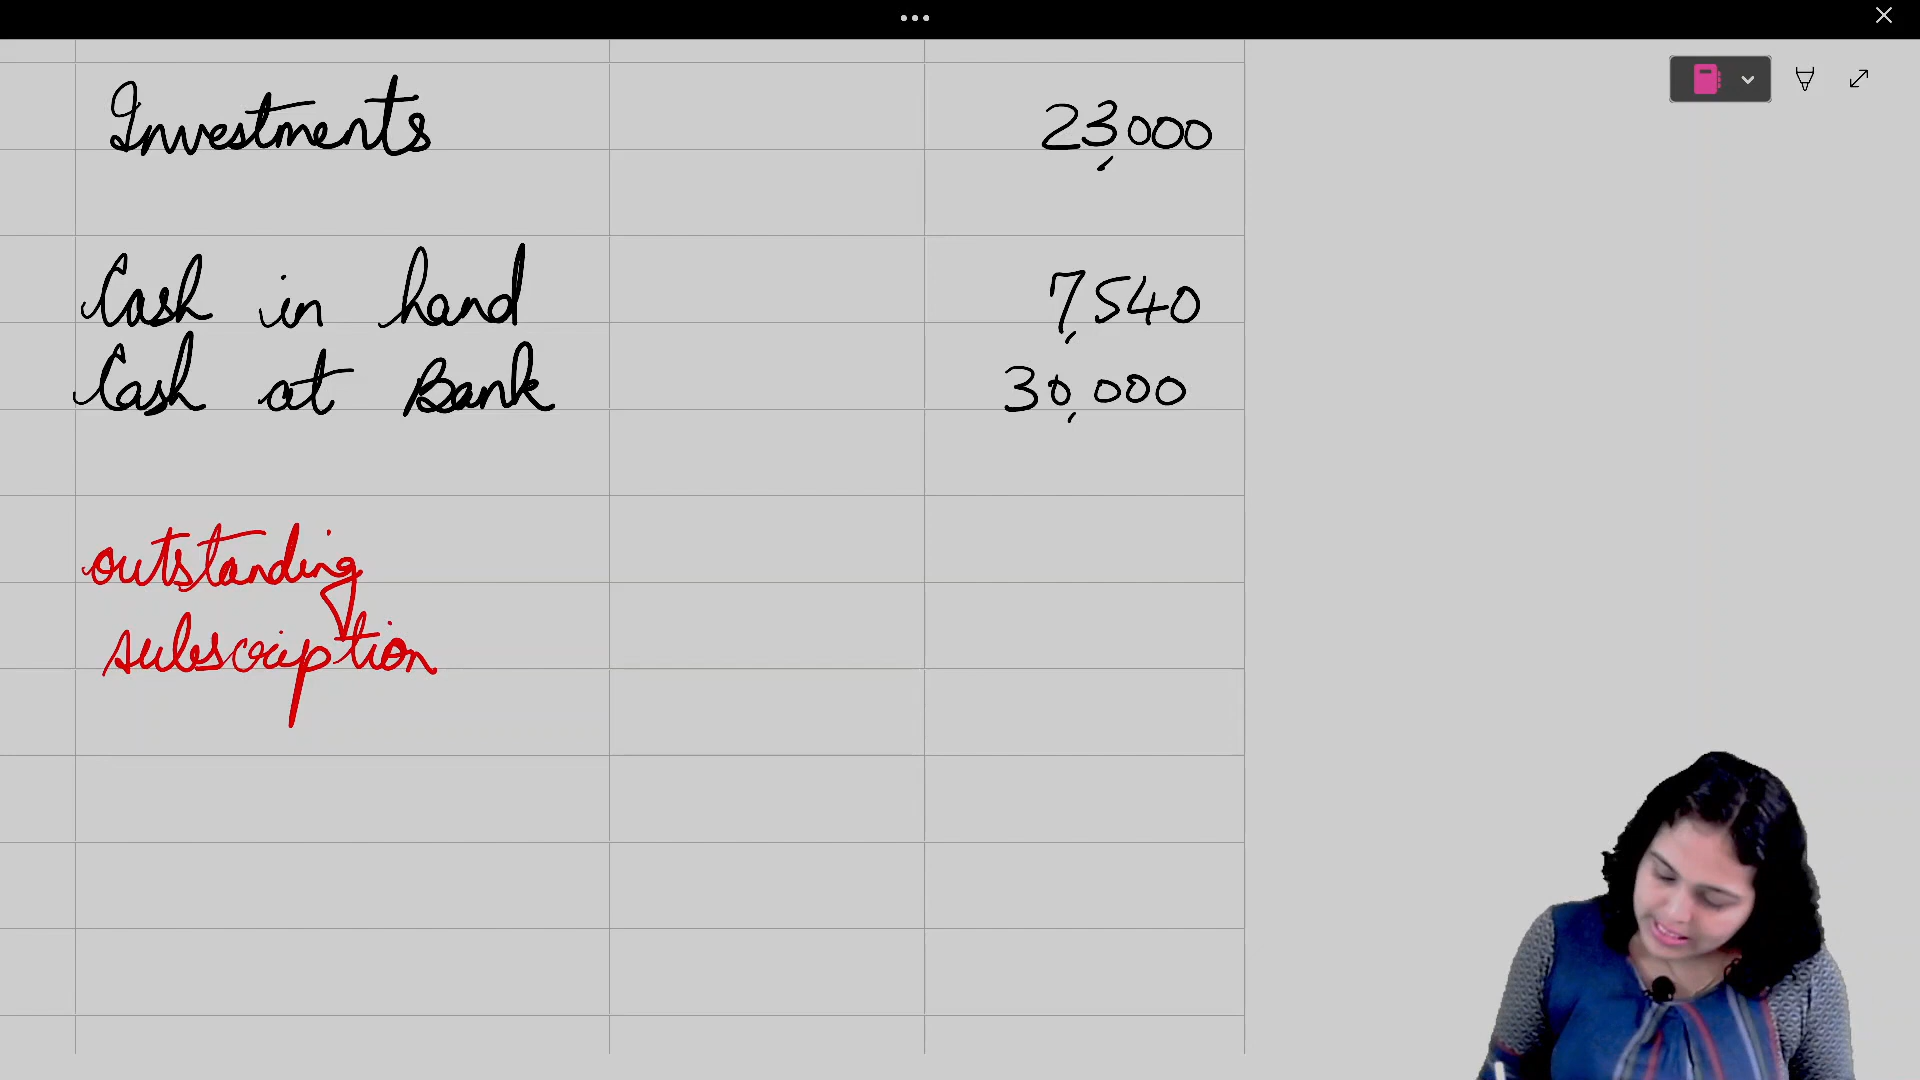 Investments 23,000
Cash in hand 7,540
Cash at Bank 30,000
outstanding
subscription